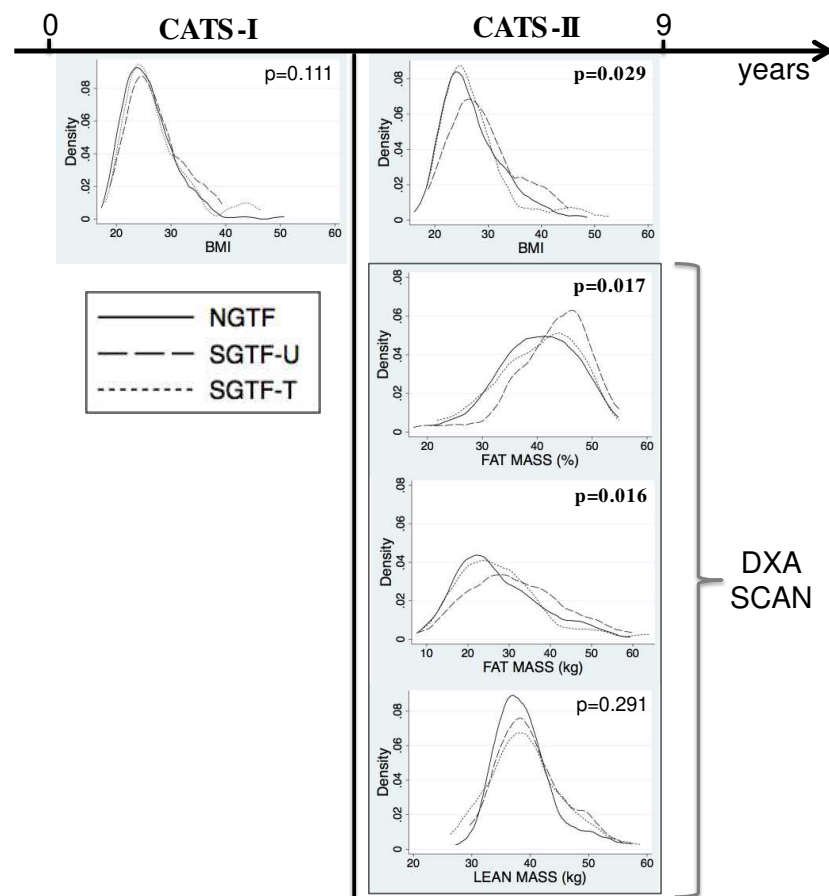 0 CATS-I CATS-II 9
years
p=0.111
Density
0 .02 .04 .06 .08
20 30 40 50 60
BMI
p=0.029
Density
0 .02 .04 .06 .08
20 30 40 50 60
BMI
NGTF
SGTF-U
SGTF-T
p=0.017
Density
0 .02 .04 .06 .08
20 30 40 50 60
FAT MASS (%)
p=0.016
Density
0 .02 .04 .06 .08
10 20 30 40 50 60
FAT MASS (kg)
p=0.291
Density
0 .02 .04 .06 .08
20 30 40 50 60
LEAN MASS (kg)
DXA
SCAN